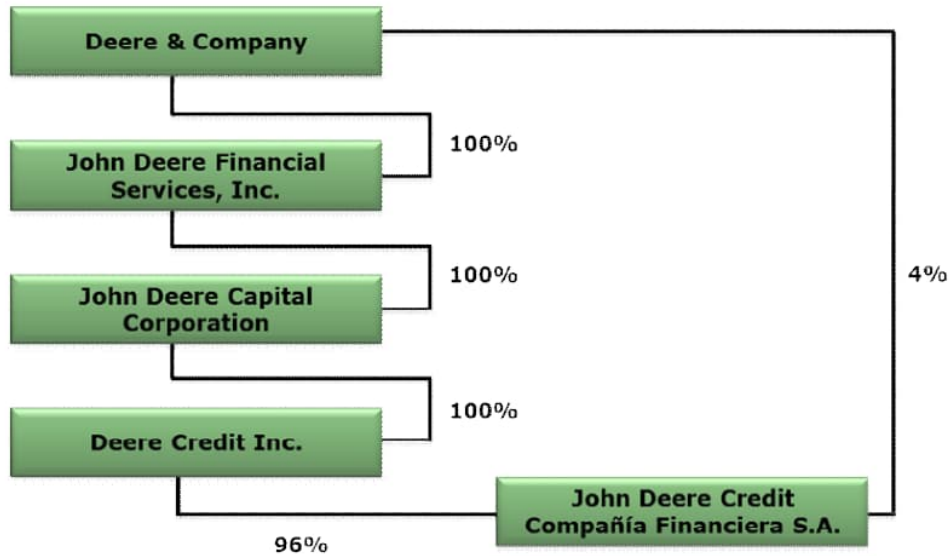 Deere & Company
100%
John Deere Financial
Services, Inc.
100%
4%
John Deere Capital
Corporation
100%
Deere Credit Inc.
John Deere Credit
Compañía Financiera S.A.
96%